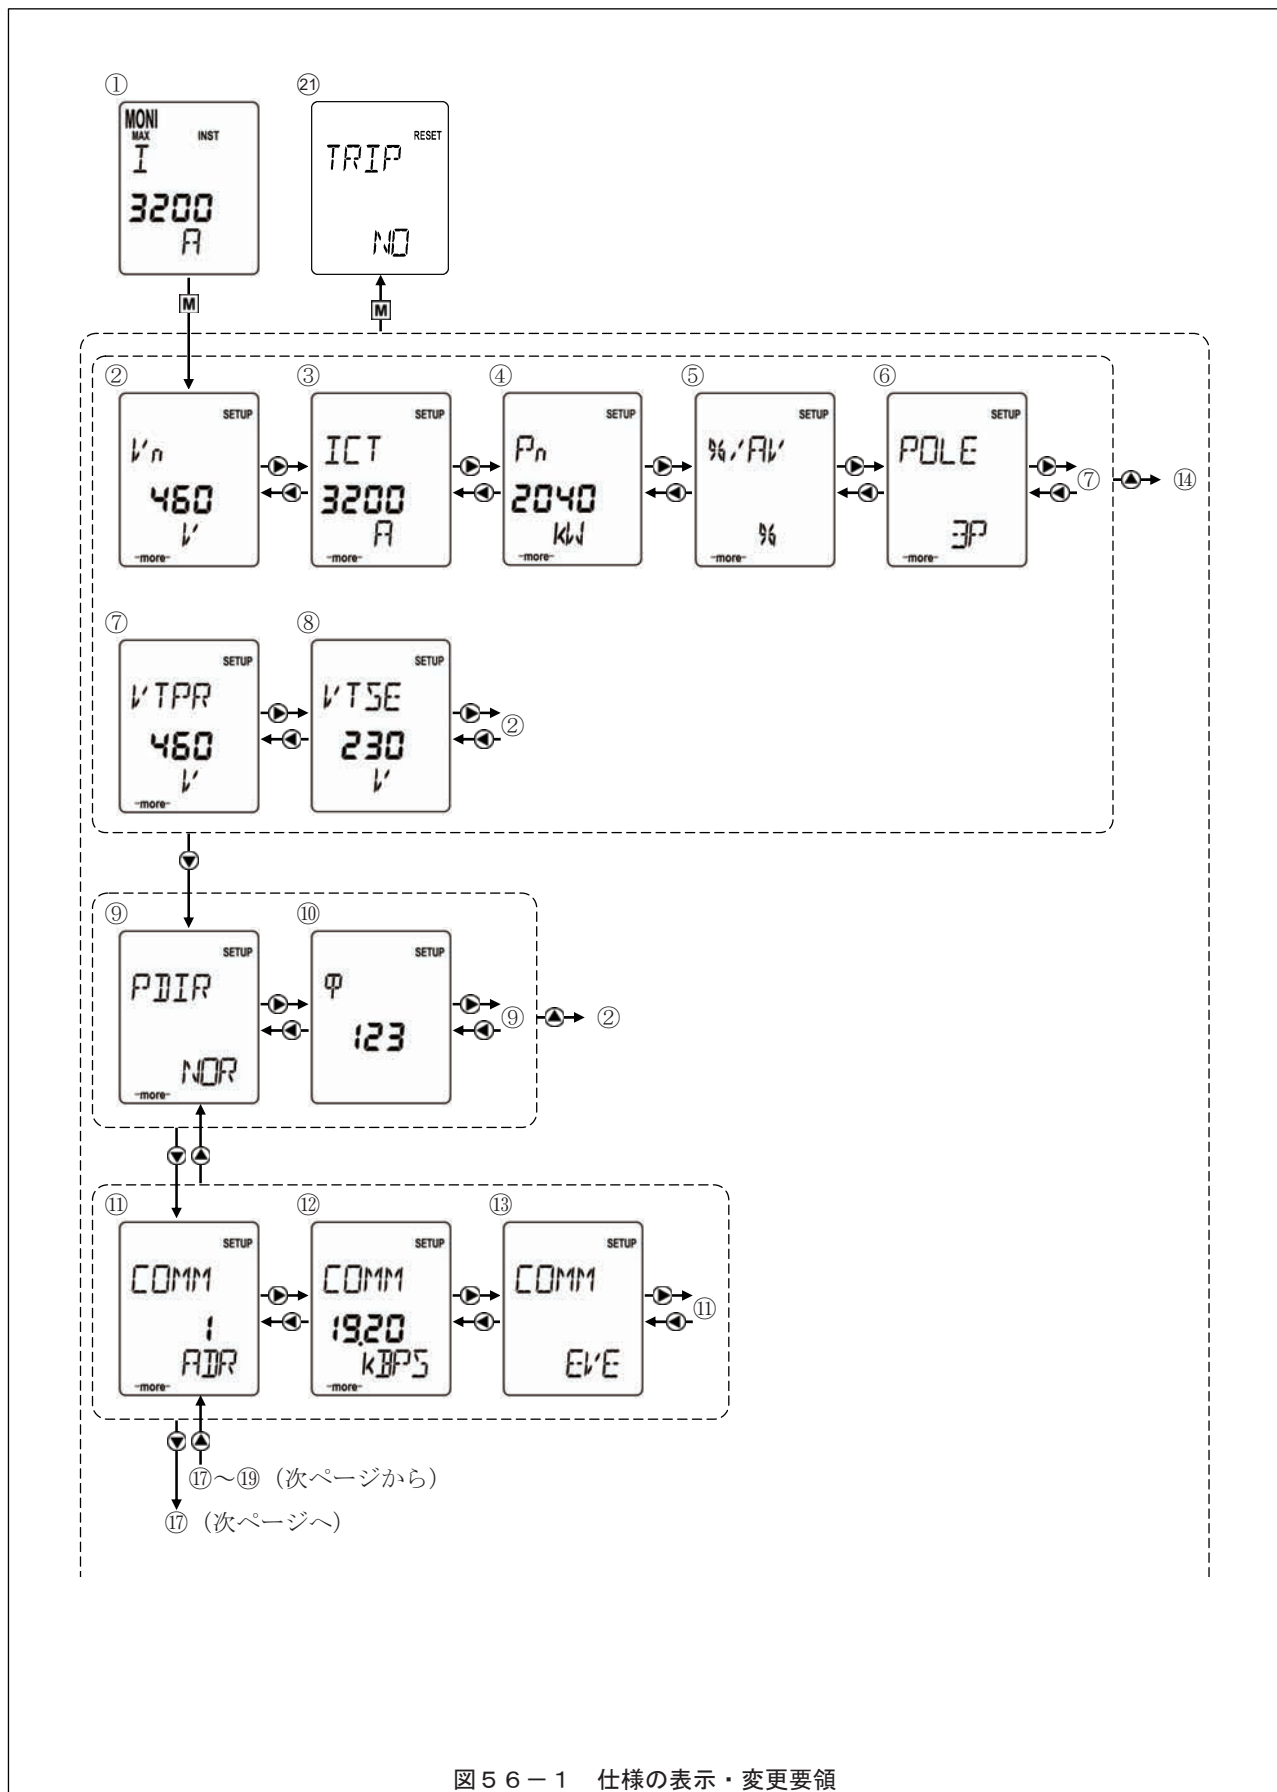 ① ㉑
MONI
MAX INST
I
3200
A
RESET
TRIP
NO
M M
② ③ ④ ⑤ ⑥
SETUP
Vn
460
V
-more-
SETUP
ICT
3200
A
-more-
SETUP
Pn
2040
kW
-more-
SETUP
%/AV
%
-more-
SETUP
POLE
3P
-more-
⑦ ⑭
⑦ ⑧
SETUP
VTPR
460
V
-more-
SETUP
VTSE
230
V
②
⑨ ⑩
SETUP
PDIR
NOR
-more-
SETUP
φ
123
⑨ ②
⑪ ⑫ ⑬
SETUP
COMM
1
ADR
-more-
SETUP
COMM
19.20
kBPS
-more-
SETUP
COMM
EVE
⑪
⑰~⑲(次ページから)
⑰(次ページへ)
図56-1 仕様の表示・変更要領